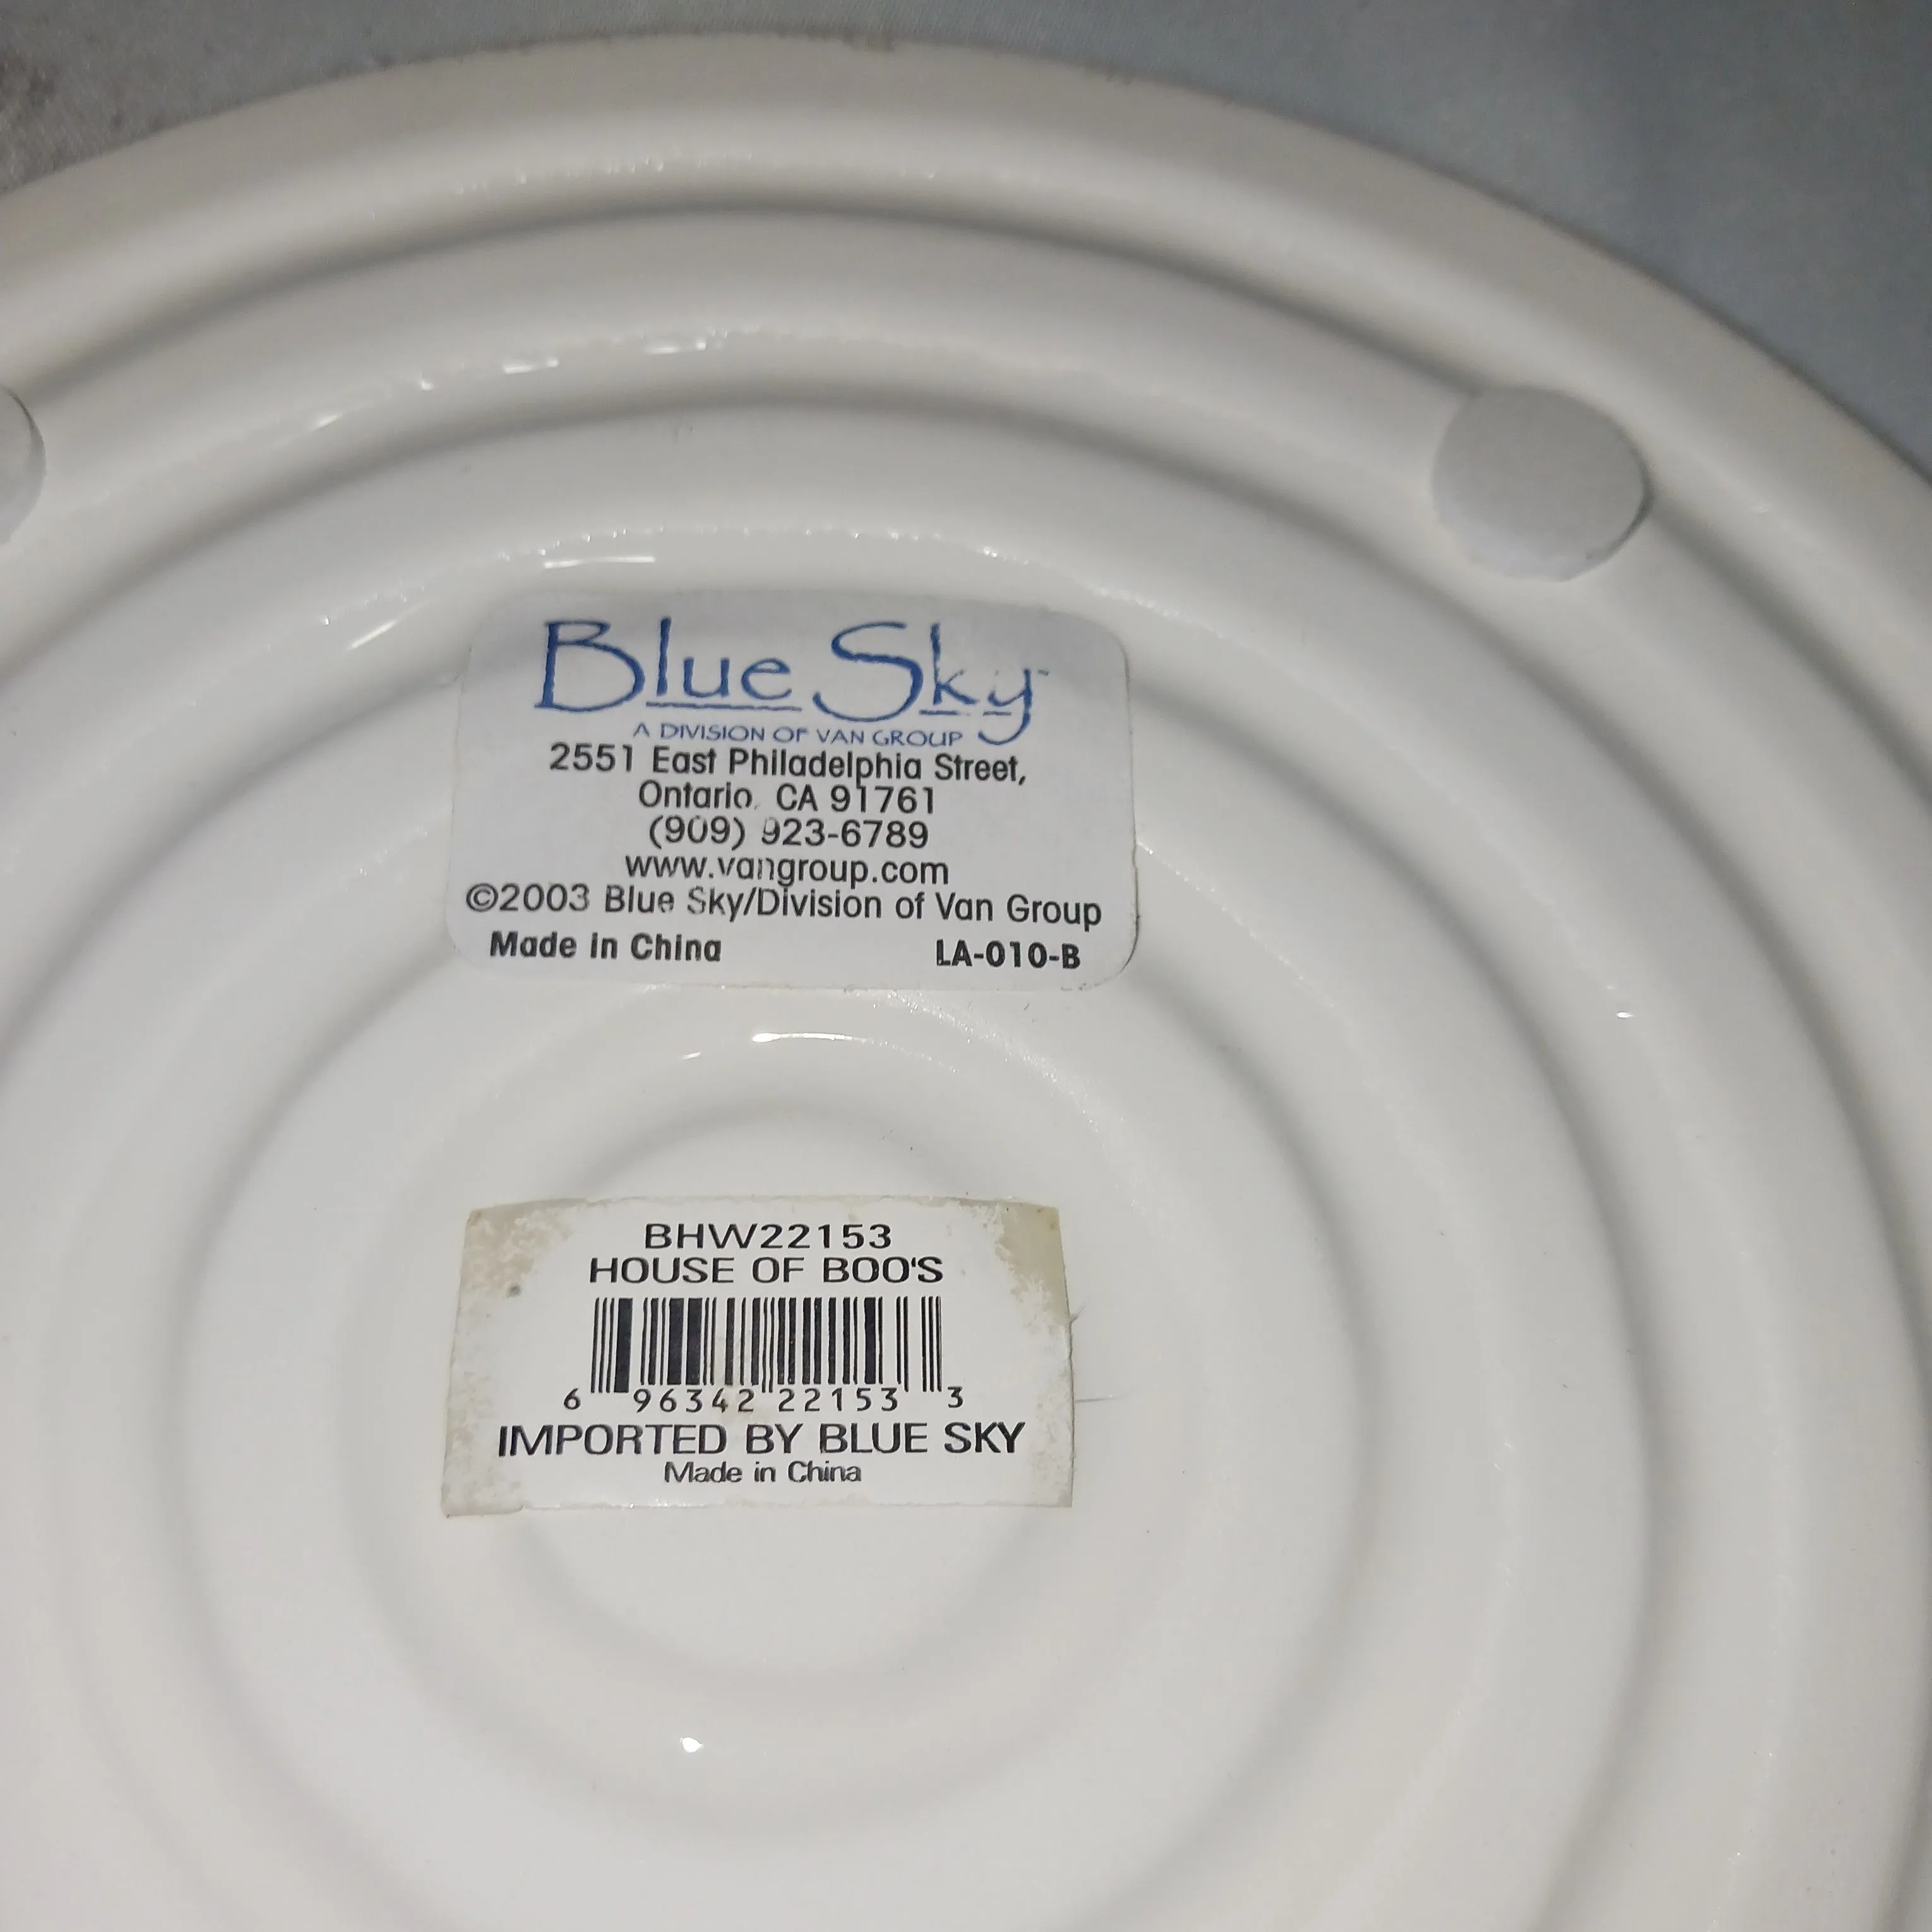 Blue Sky™
A DIVISION OF VAN GROUP
2551 East Philadelphia Street,
Ontario, CA 91761
(909) 923-6789
www.vangroup.com
©2003 Blue Sky/Division of Van Group
Made in China LA-010-B
BHW22153
HOUSE OF BOO'S
6 96342 22153 3
IMPORTED BY BLUE SKY
Made in China